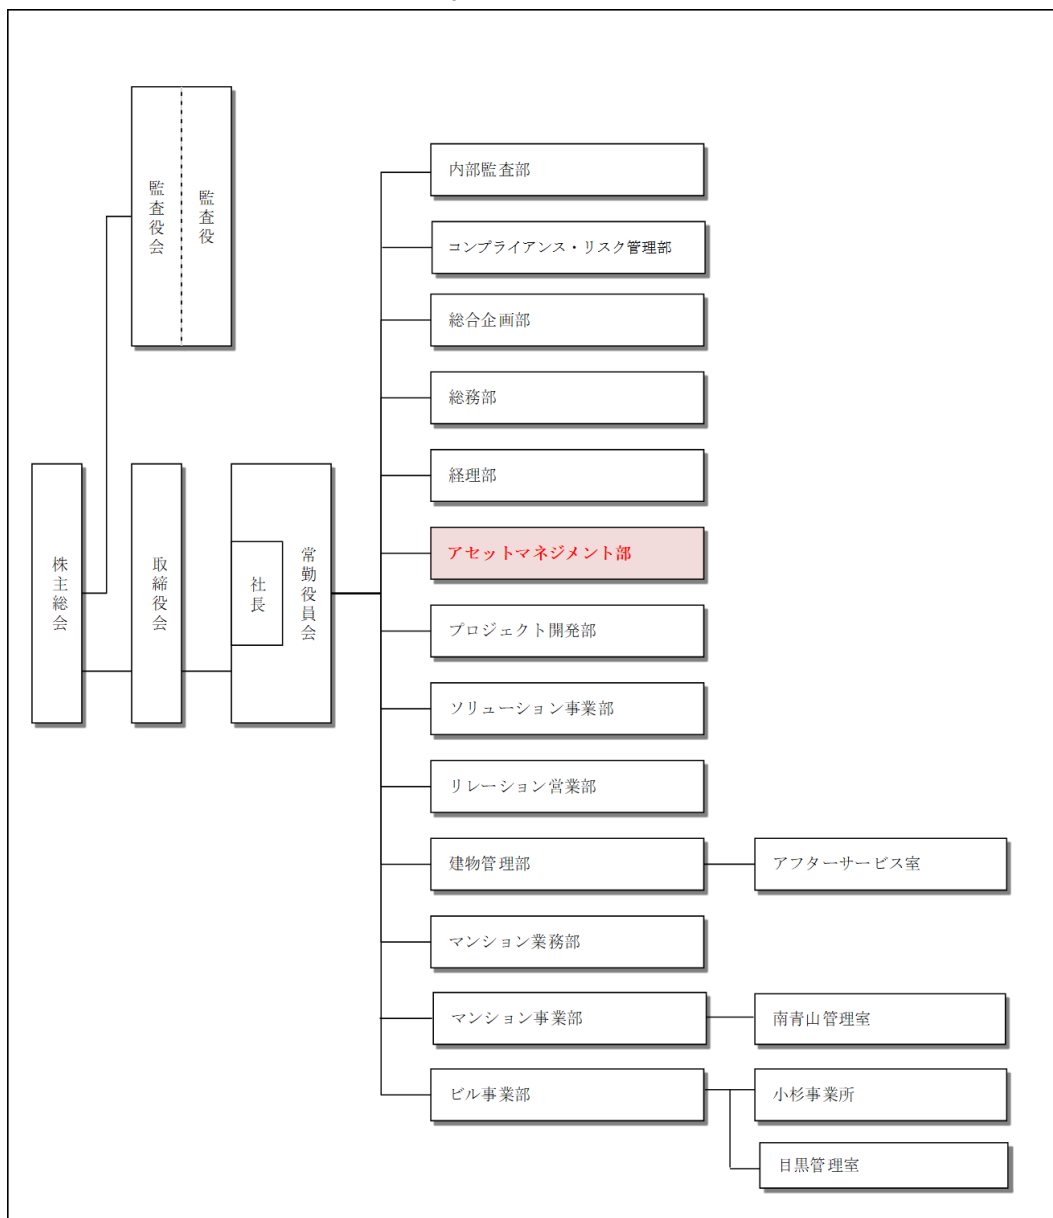 監査役会
監査役
株主総会
取締役会
社長
常勤役員会
内部監査部
コンプライアンス・リスク管理部
総合企画部
総務部
経理部
アセットマネジメント部
プロジェクト開発部
ソリューション事業部
リレーション営業部
建物管理部
アフターサービス室
マンション業務部
マンション事業部
南青山管理室
ビル事業部
小杉事業所
目黒管理室